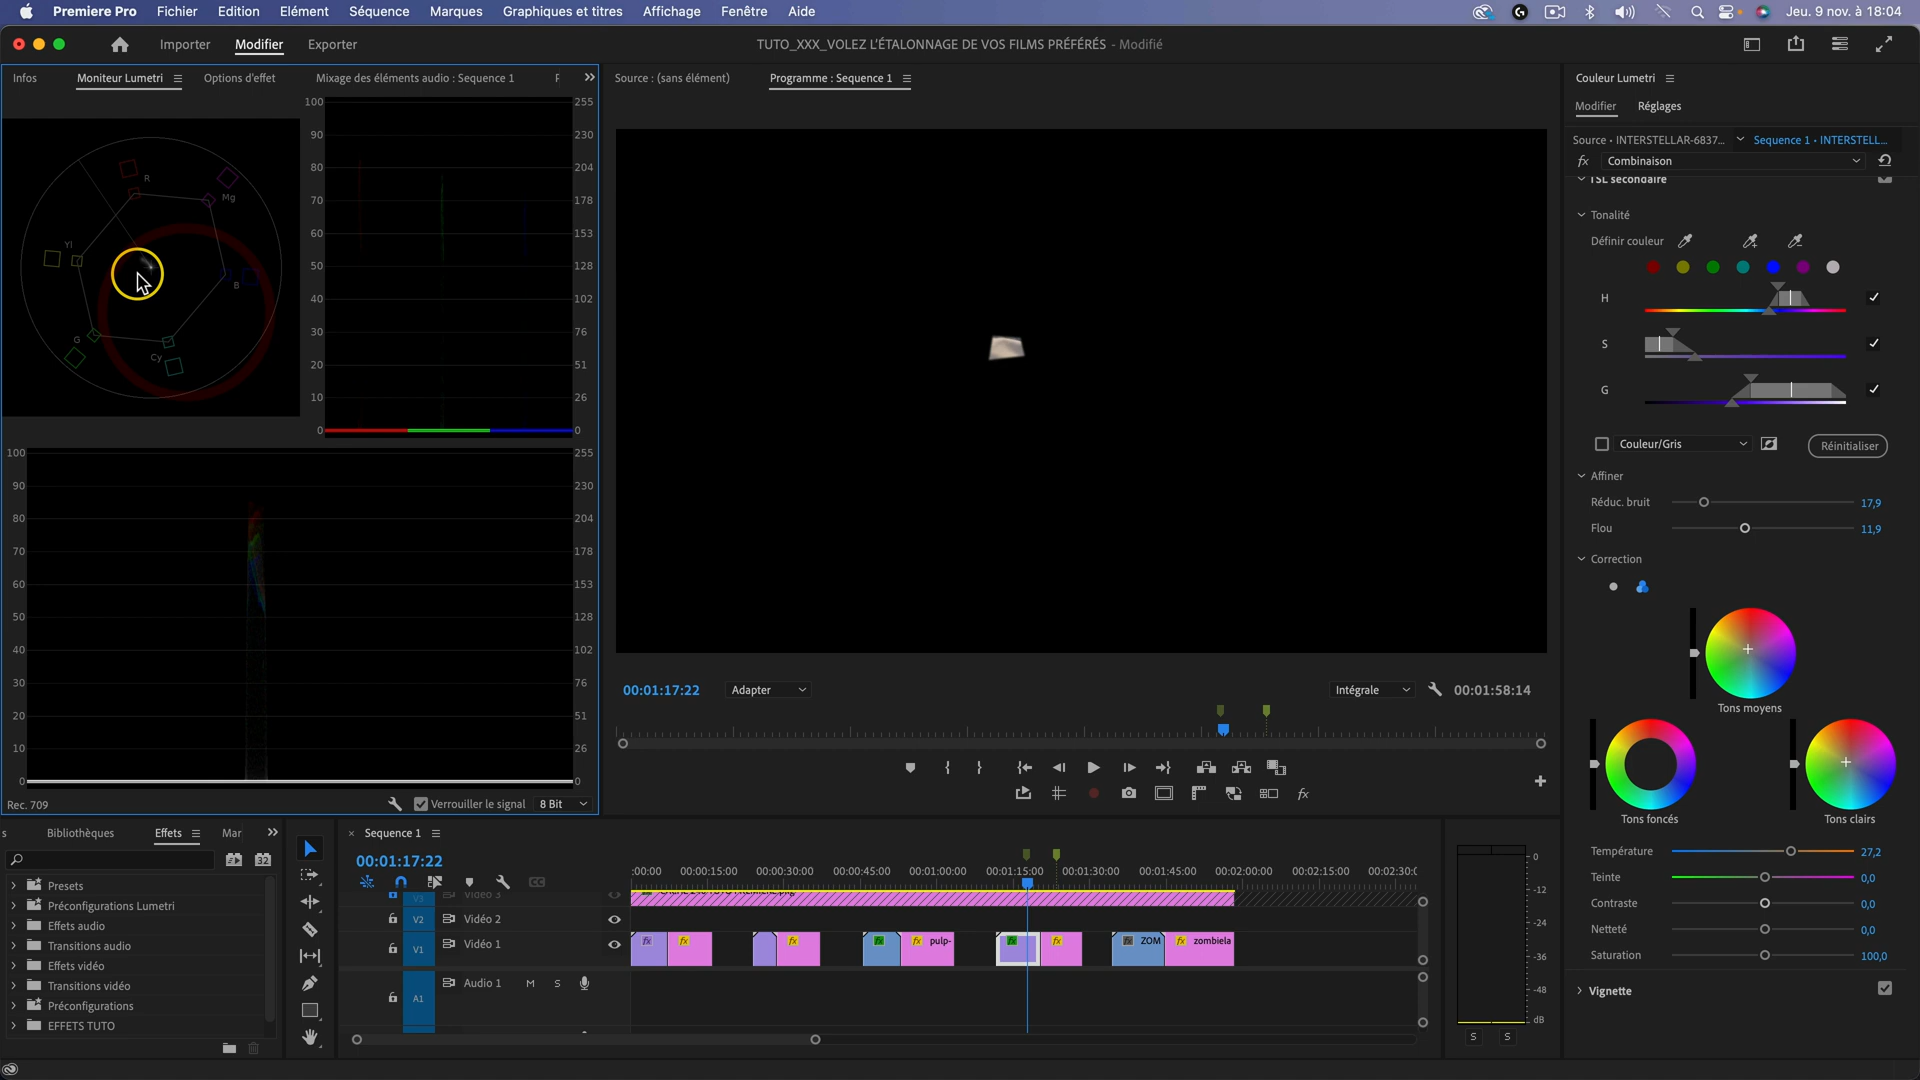 Premiere Pro Fichier Edition Elément Séquence Marques Graphiques et titres Affichage Fenêtre Aide
Jeu. 9 nov. à 18:04
Importer Modifier Exporter
TUTO_XXX_VOLEZ L'ÉTALONNAGE DE VOS FILMS PRÉFÉRÉS - Modifié
Infos Moniteur Lumetri Options d'effet Mixage des éléments audio : Sequence 1
Source : (sans élément) Programme : Sequence 1
Couleur Lumetri
Modifier Réglages
Source • INTERSTELLAR-6837... Sequence 1 • INTERSTELL...
fx Combinaison
TSL secondaire
Tonalité
Définir couleur
H
S
G
Couleur/Gris Réinitialiser
Affiner
Réduc. bruit 17,9
Flou 11,9
Correction
Tons moyens
Tons foncés Tons clairs
Température 27,2
Teinte 0,0
Contraste 0,0
Netteté 0,0
Saturation 100,0
Vignette
R
Mg
Yl
B
G
Cy
100 255
90 230
80 204
70 178
60 153
50 128
40 102
30 76
20 51
10 26
0 0
100 255
90 230
80 204
70 178
60 153
50 128
40 102
30 76
20 51
10 26
0 0
Rec. 709 Verrouiller le signal 8 Bit
00:01:17:22 Adapter Intégrale 00:01:58:14
s Bibliothèques Effets Mar
Presets
Préconfigurations Lumetri
Effets audio
Transitions audio
Effets vidéo
Transitions vidéo
Préconfigurations
EFFETS TUTO
× Sequence 1
00:01:17:22
:00:00 00:00:15:00 00:00:30:00 00:00:45:00 00:01:00:00 00:01:15:00 00:01:30:00 00:01:45:00 00:02:00:00 00:02:15:00 00:02:30:0
V3 Vidéo 3
V2 Vidéo 2
V1 Vidéo 1
fx fx fx fx fx pulp- fx fx ZOM fx zombiela
A1 Audio 1 M S
0
-12
-24
-36
-48
dB
S S